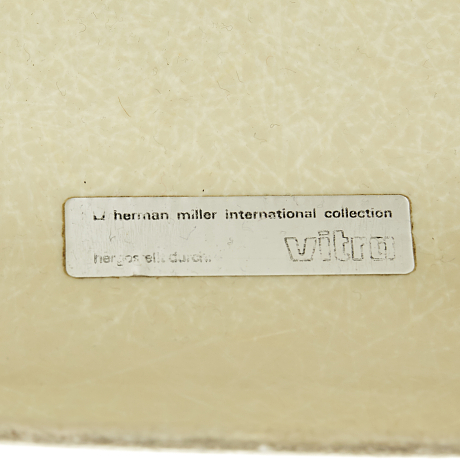 herman miller international collection
hergestellt durch:
vitra